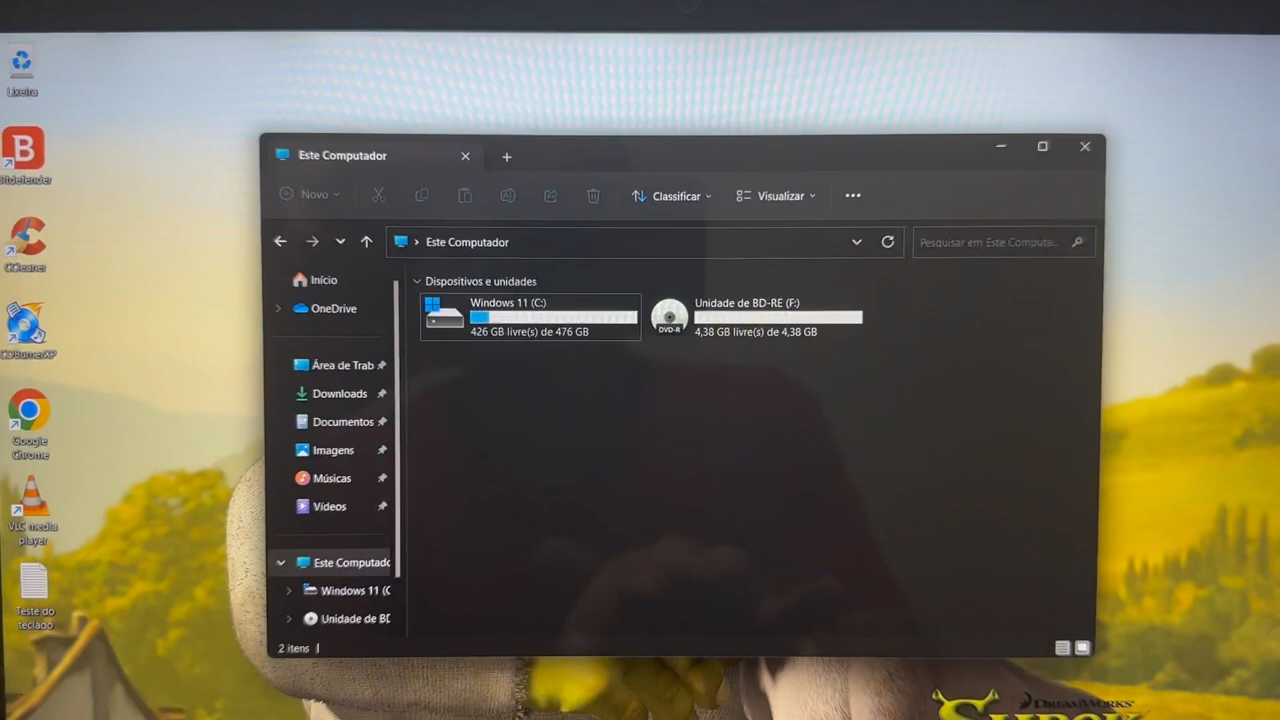 Lixeira
Bitdefender
CCleaner
CDBurnerXP
Google
Chrome
VLC media
player
Teste do
teclado
Este Computador
Novo
Classificar
Visualizar
Este Computador
Pesquisar em Este Computa...
Início
OneDrive
Área de Trab
Downloads
Documentos
Imagens
Músicas
Vídeos
Este Computado
Windows 11 (C
Unidade de BD
Dispositivos e unidades
Windows 11 (C:)
426 GB livre(s) de 476 GB
DVD-R
Unidade de BD-RE (F:)
4,38 GB livre(s) de 4,38 GB
2 itens
DREAMWORKS
SHREK